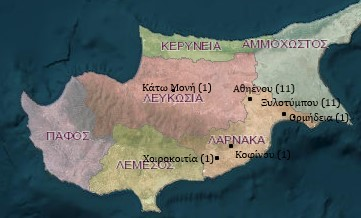 ΚΕΡΥΝΕΙΑ
ΑΜΜΟΧΩΣΤΟΣ
Κάτω Μονή (1)
Αθηένου (11)
ΛΕΥΚΩΣΙΑ
Ξυλοτύμπου (11)
Ορμήδεια (1)
ΠΑΦΟΣ
ΛΑΡΝΑΚΑ
Κοφίνου (1)
Χοιροκοιτία (1)
ΛΕΜΕΣΟΣ